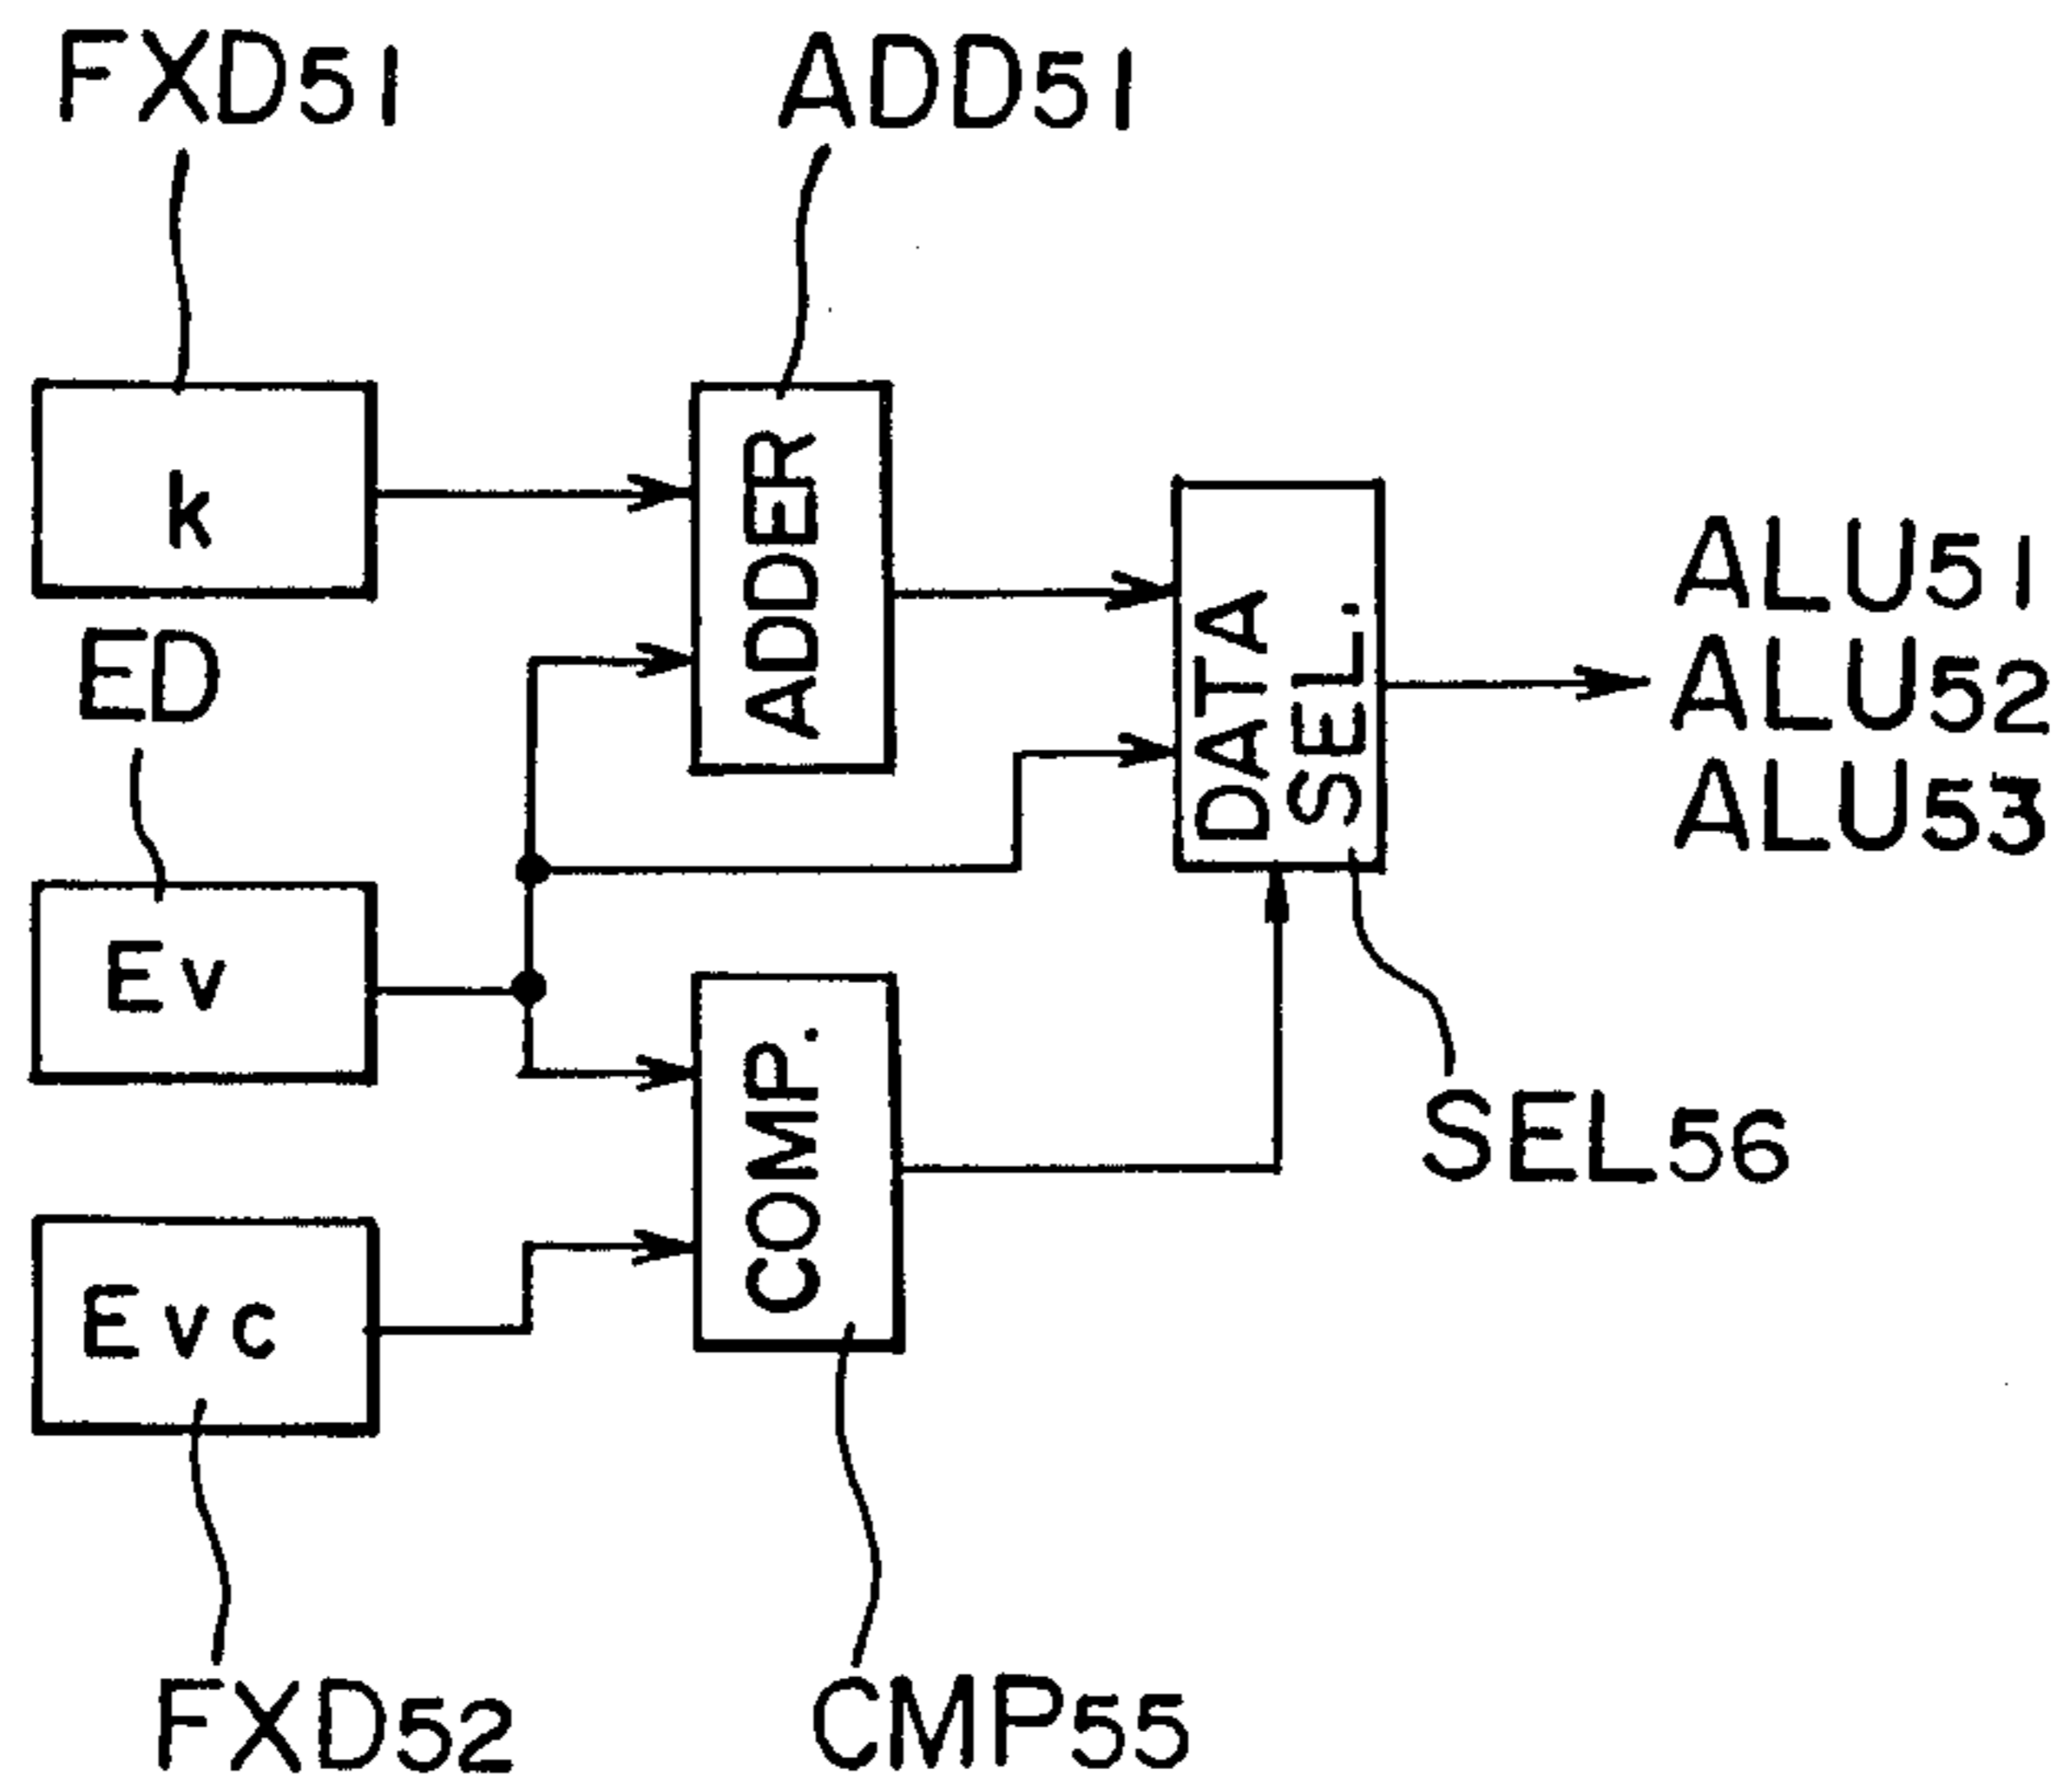 FXD51
ADD51
k
ADDER
ED
DATA
SEL.
ALU51
ALU52
ALU53
Ev
COMP.
SEL56
Evc
FXD52
CMP55